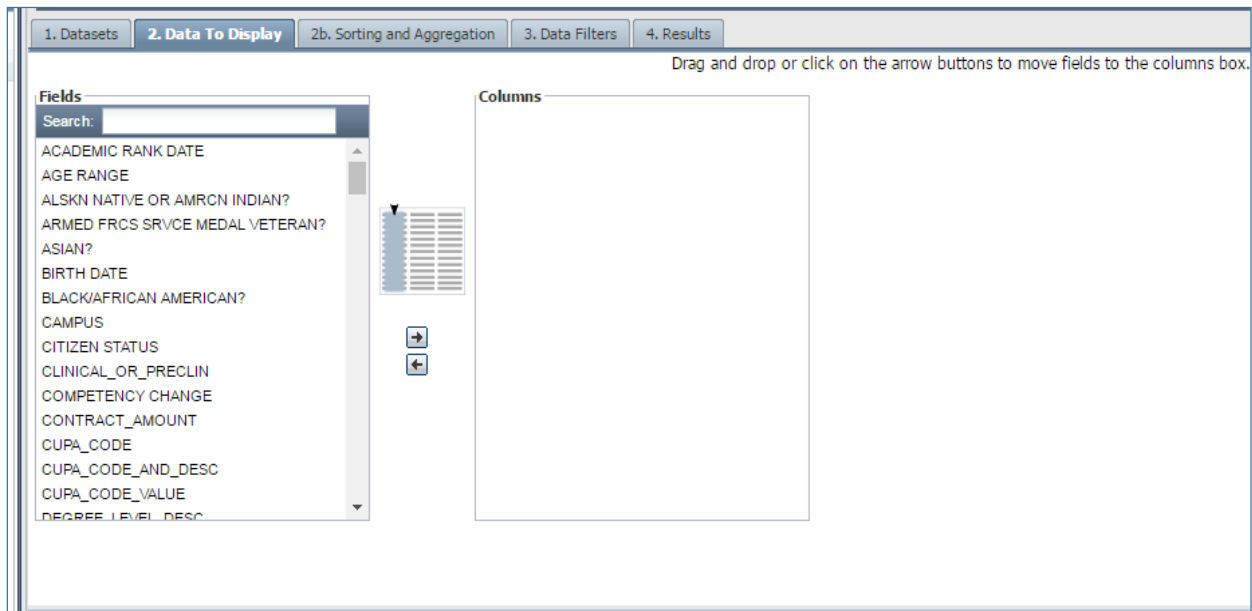 1. Datasets 2. Data To Display 2b. Sorting and Aggregation 3. Data Filters 4. Results
Drag and drop or click on the arrow buttons to move fields to the columns box.
Fields
Columns
Search:
ACADEMIC RANK DATE
AGE RANGE
ALSKN NATIVE OR AMRCN INDIAN?
ARMED FRCS SRVCE MEDAL VETERAN?
ASIAN?
BIRTH DATE
BLACK/AFRICAN AMERICAN?
CAMPUS
CITIZEN STATUS
CLINICAL_OR_PRECLIN
COMPETENCY CHANGE
CONTRACT_AMOUNT
CUPA_CODE
CUPA_CODE_AND_DESC
CUPA_CODE_VALUE
DEGREE_LEVEL_DESC